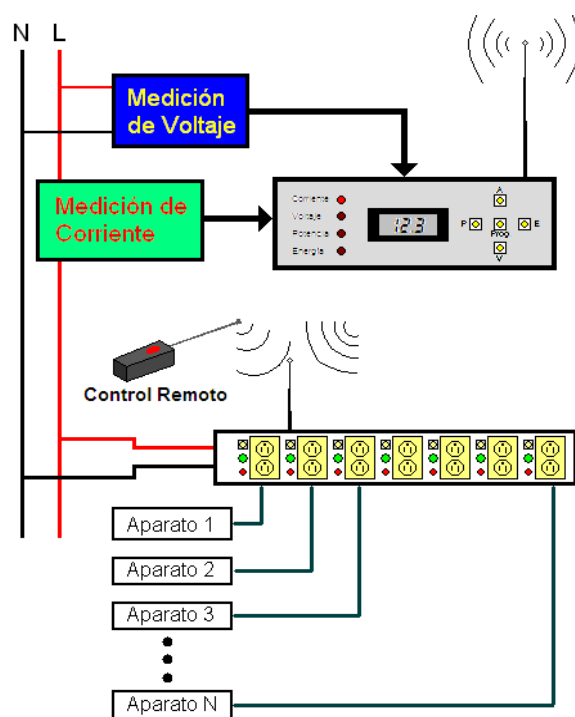 N L
Medición
de Voltaje
Medición de
Corriente
Corriente
Voltaje
Potencia
Energía
123
A
P
E
Prog
V
Control Remoto
Aparato 1
Aparato 2
Aparato 3
Aparato N